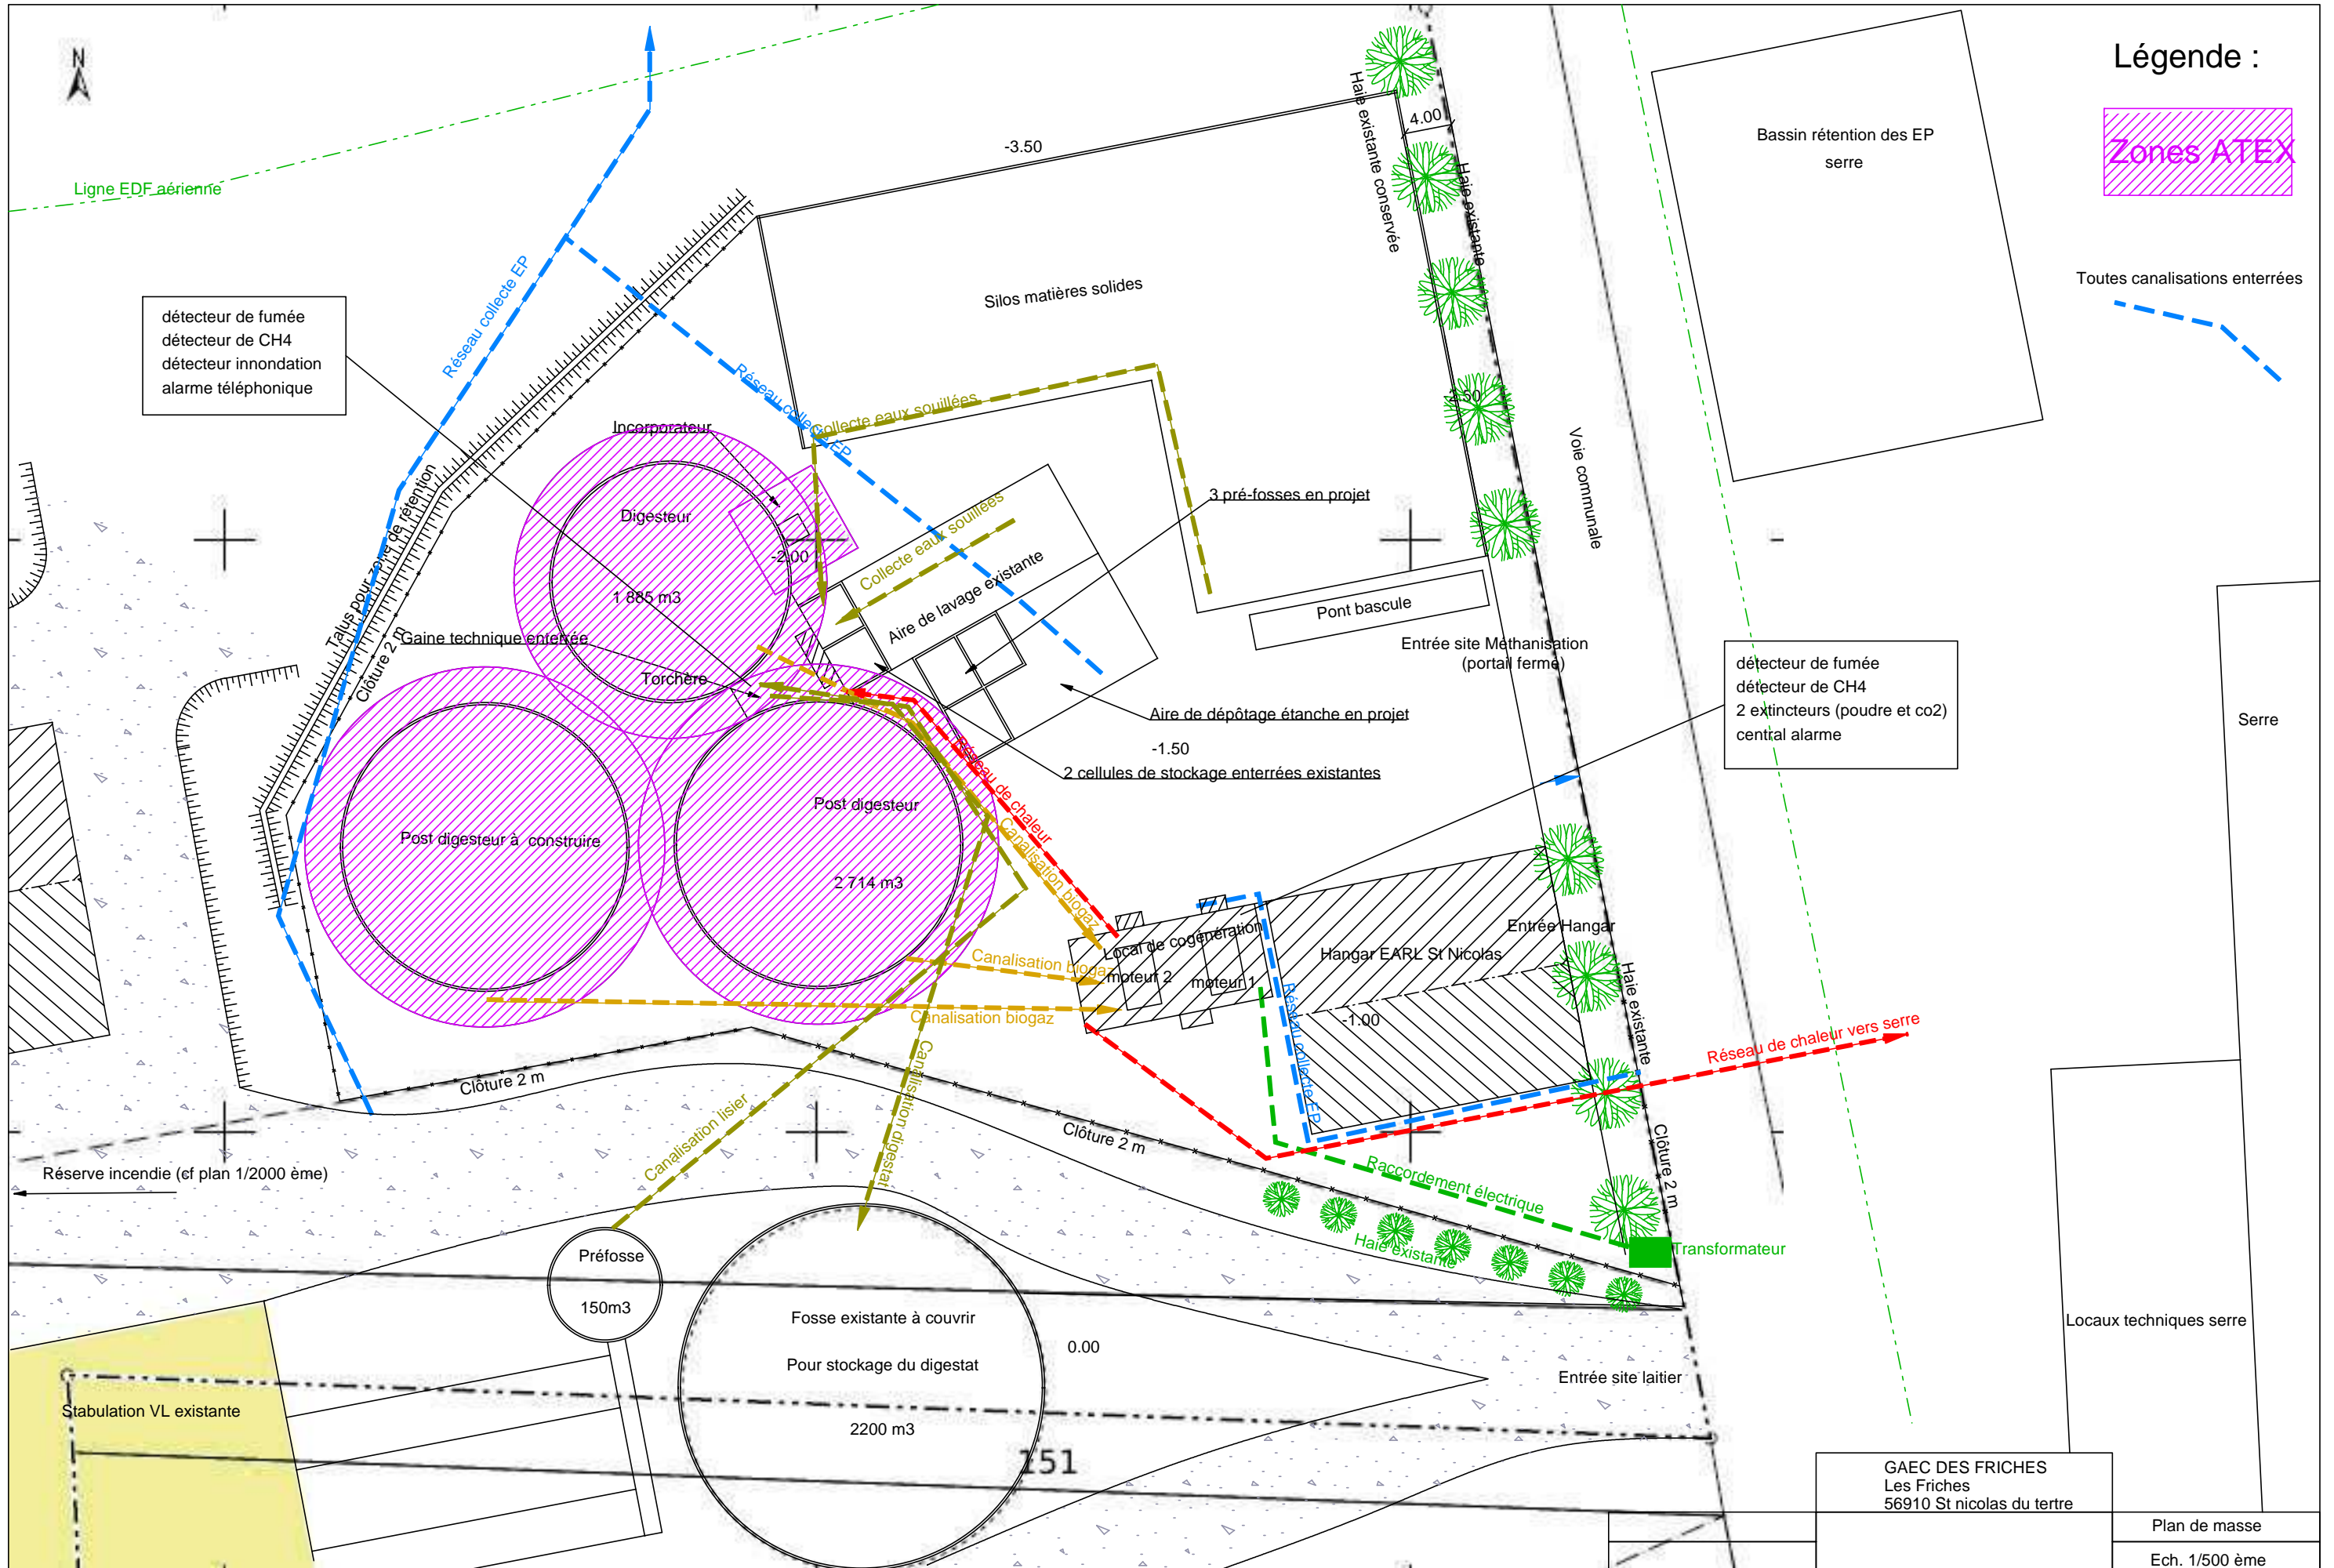 N
Légende :
Zones ATEX
Toutes canalisations enterrées
Bassin rétention des EP
serre
Ligne EDF aérienne
-3.50
4.00
Haie existante conservée
Haie existante
Silos matières solides
Réseau collecte EP
détecteur de fumée
détecteur de CH4
détecteur innondation
alarme téléphonique
Réseau collecte EP
Collecte eaux souillées
-2.50
Voie communale
Incorporateur
Talus pour zone de rétention
Clôture 2 m
Digesteur
1 885 m3
-2.00
3 pré-fosses en projet
Collecte eaux souillées
Aire de lavage existante
Pont bascule
Entrée site Méthanisation
(portail fermé)
Gaine technique enterrée
Torchère
Aire de dépôtage étanche en projet
-1.50
2 cellules de stockage enterrées existantes
détecteur de fumée
détecteur de CH4
2 extincteurs (poudre et co2)
central alarme
Serre
Post digesteur à construire
Post digesteur
2 714 m3
Réseau de chaleur
Canalisation biogaz
Canalisation biogaz
Canalisation biogaz
Local de cogénération
moteur 2
moteur 1
Hangar EARL St Nicolas
Entrée Hangar
-1.00
Réseau collecte EP
Haie existante
Réseau de chaleur vers serre
Clôture 2 m
Clôture 2 m
Clôture 2 m
Canalisation lisier
Canalisation digestat
Raccordement électrique
Haie existante
Transformateur
Réserve incendie (cf plan 1/2000 ème)
Préfosse
150m3
Fosse existante à couvrir
Pour stockage du digestat
2200 m3
0.00
151
Entrée site laitier
Locaux techniques serre
Stabulation VL existante
GAEC DES FRICHES
Les Friches
56910 St nicolas du tertre
Plan de masse
Ech. 1/500 ème